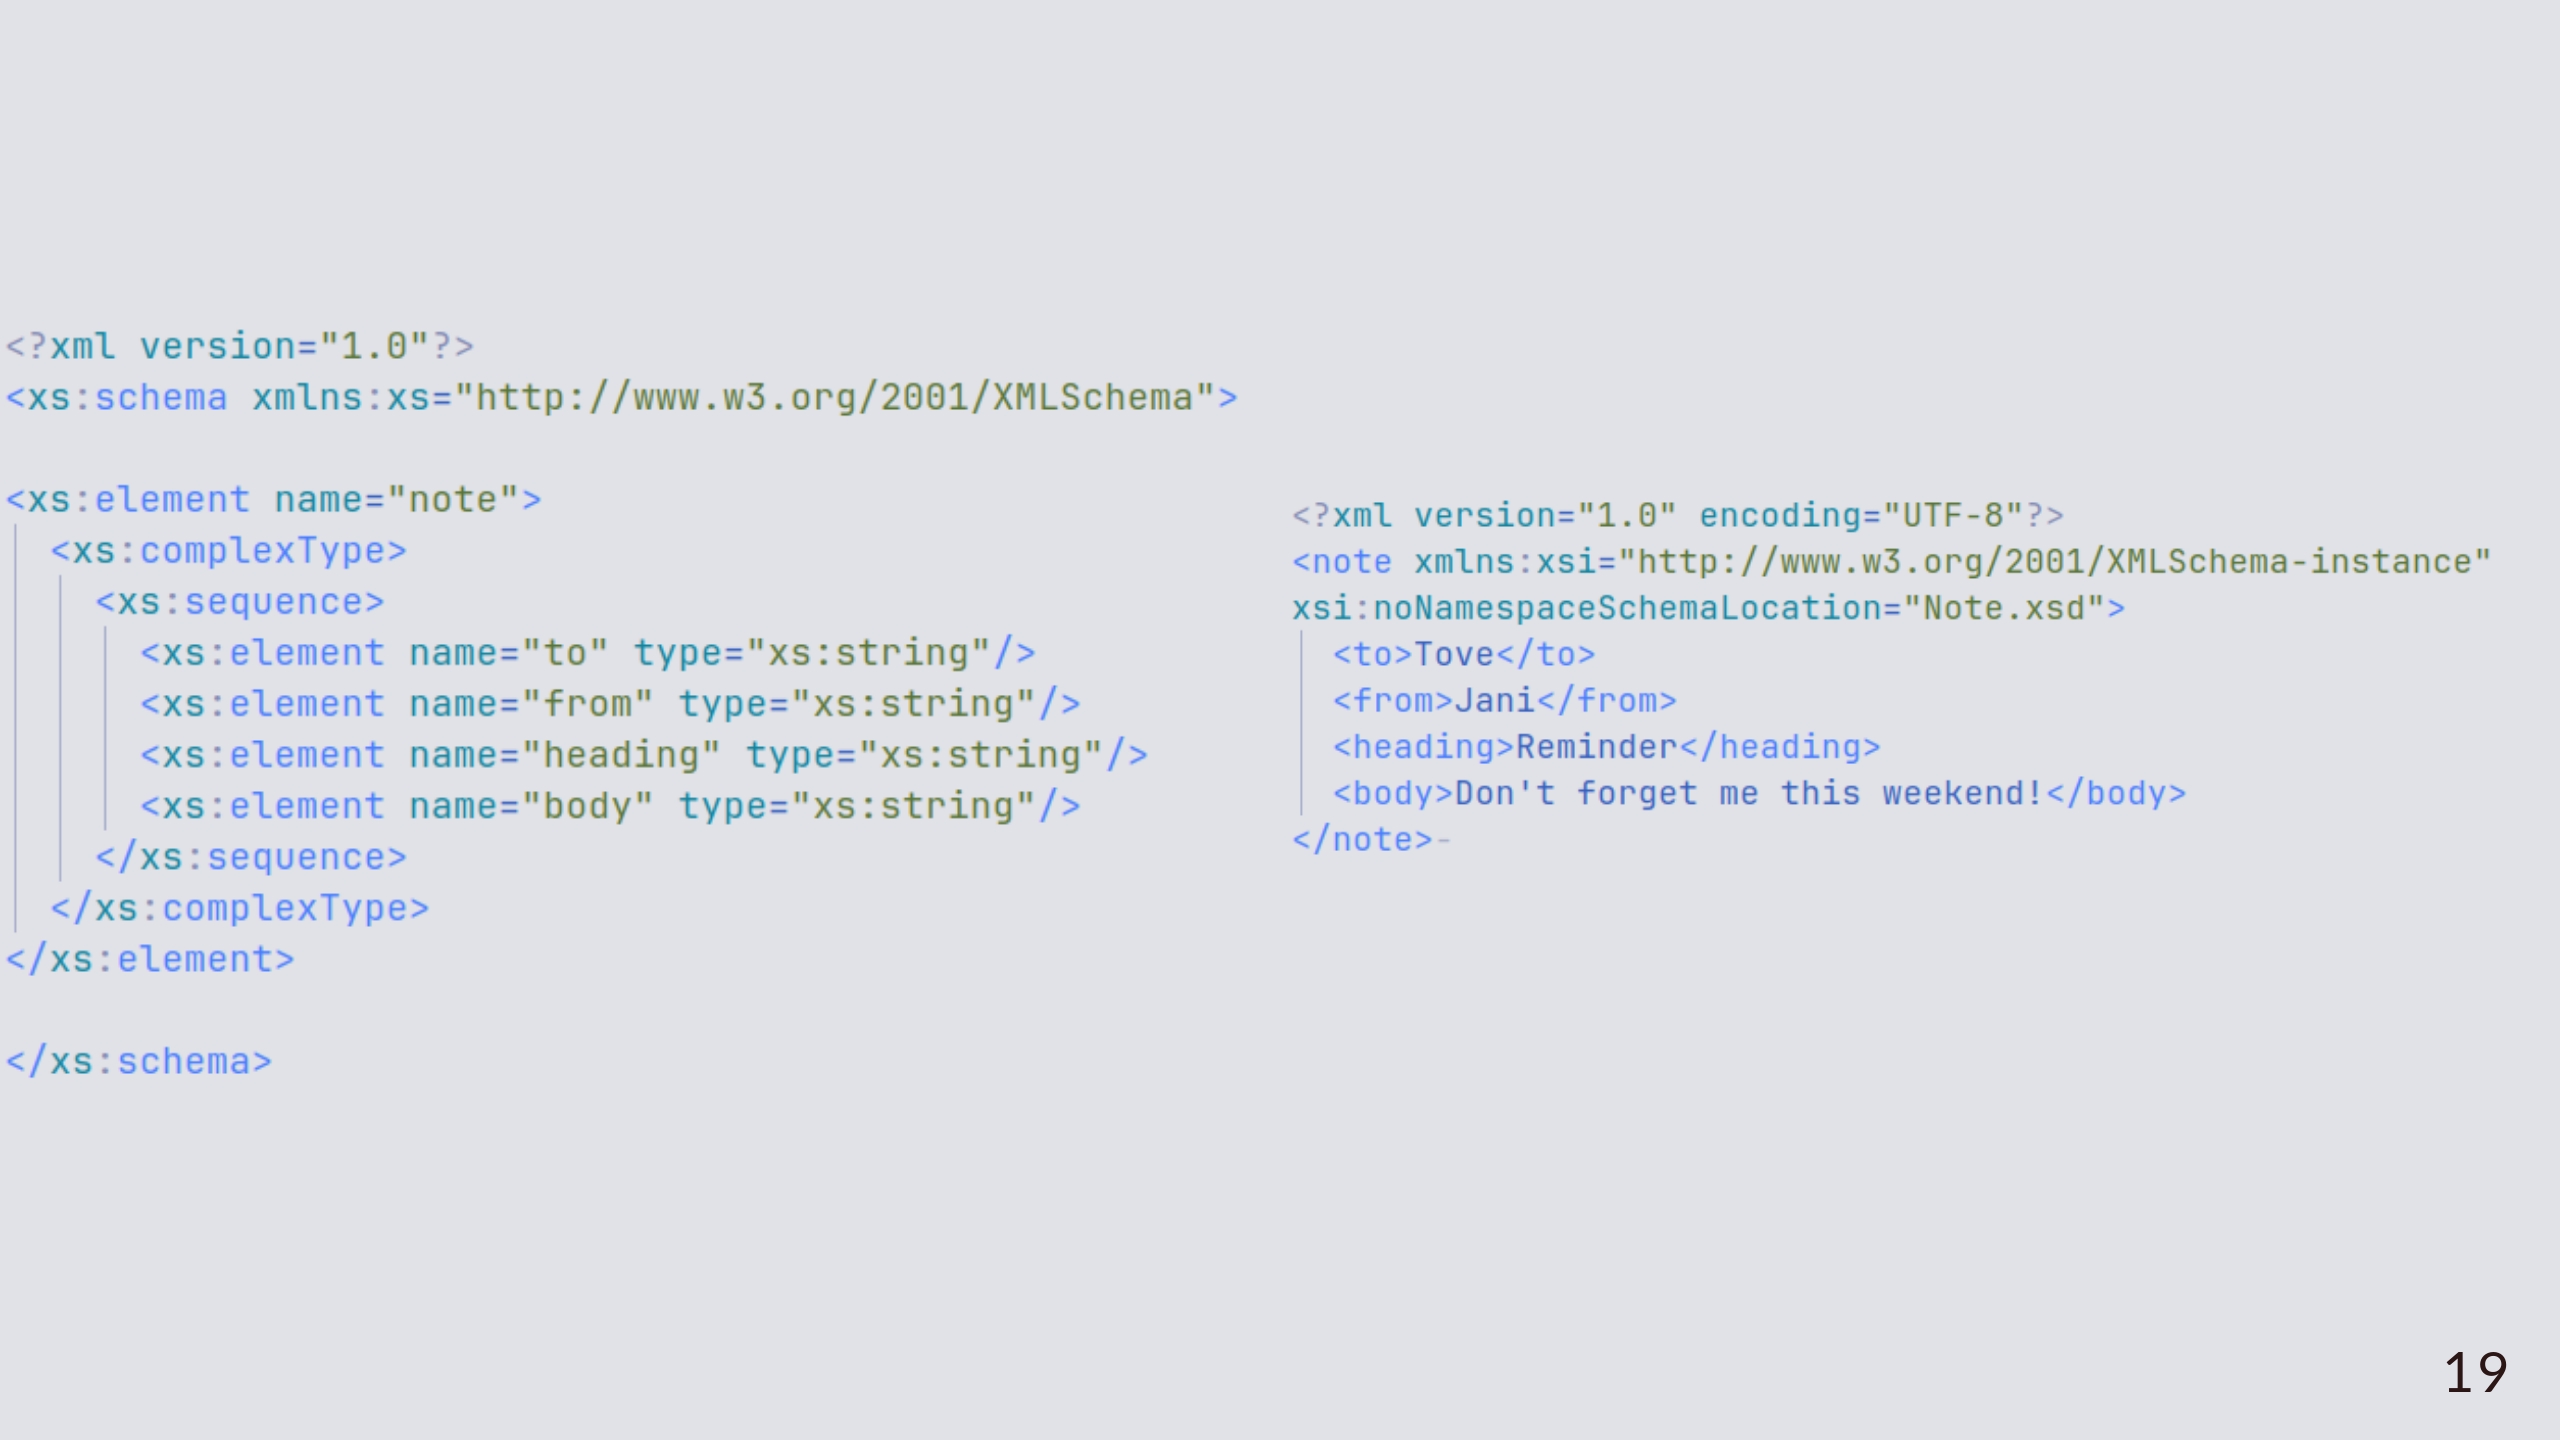 <?xml version="1.0"?>
<xs:schema xmlns:xs="http://www.w3.org/2001/XMLSchema">
<xs:element name="note">
<xs:complexType>
<xs:sequence>
<xs:element name="to" type="xs:string"/>
<xs:element name="from" type="xs:string"/>
<xs:element name="heading" type="xs:string"/>
<xs:element name="body" type="xs:string"/>
</xs:sequence>
</xs:complexType>
</xs:element>
</xs:schema>
<?xml version="1.0" encoding="UTF-8"?>
<note xmlns:xsi="http://www.w3.org/2001/XMLSchema-instance"
xsi:noNamespaceSchemaLocation="Note.xsd">
<to>Tove</to>
<from>Jani</from>
<heading>Reminder</heading>
<body>Don't forget me this weekend!</body>
</note>-
19